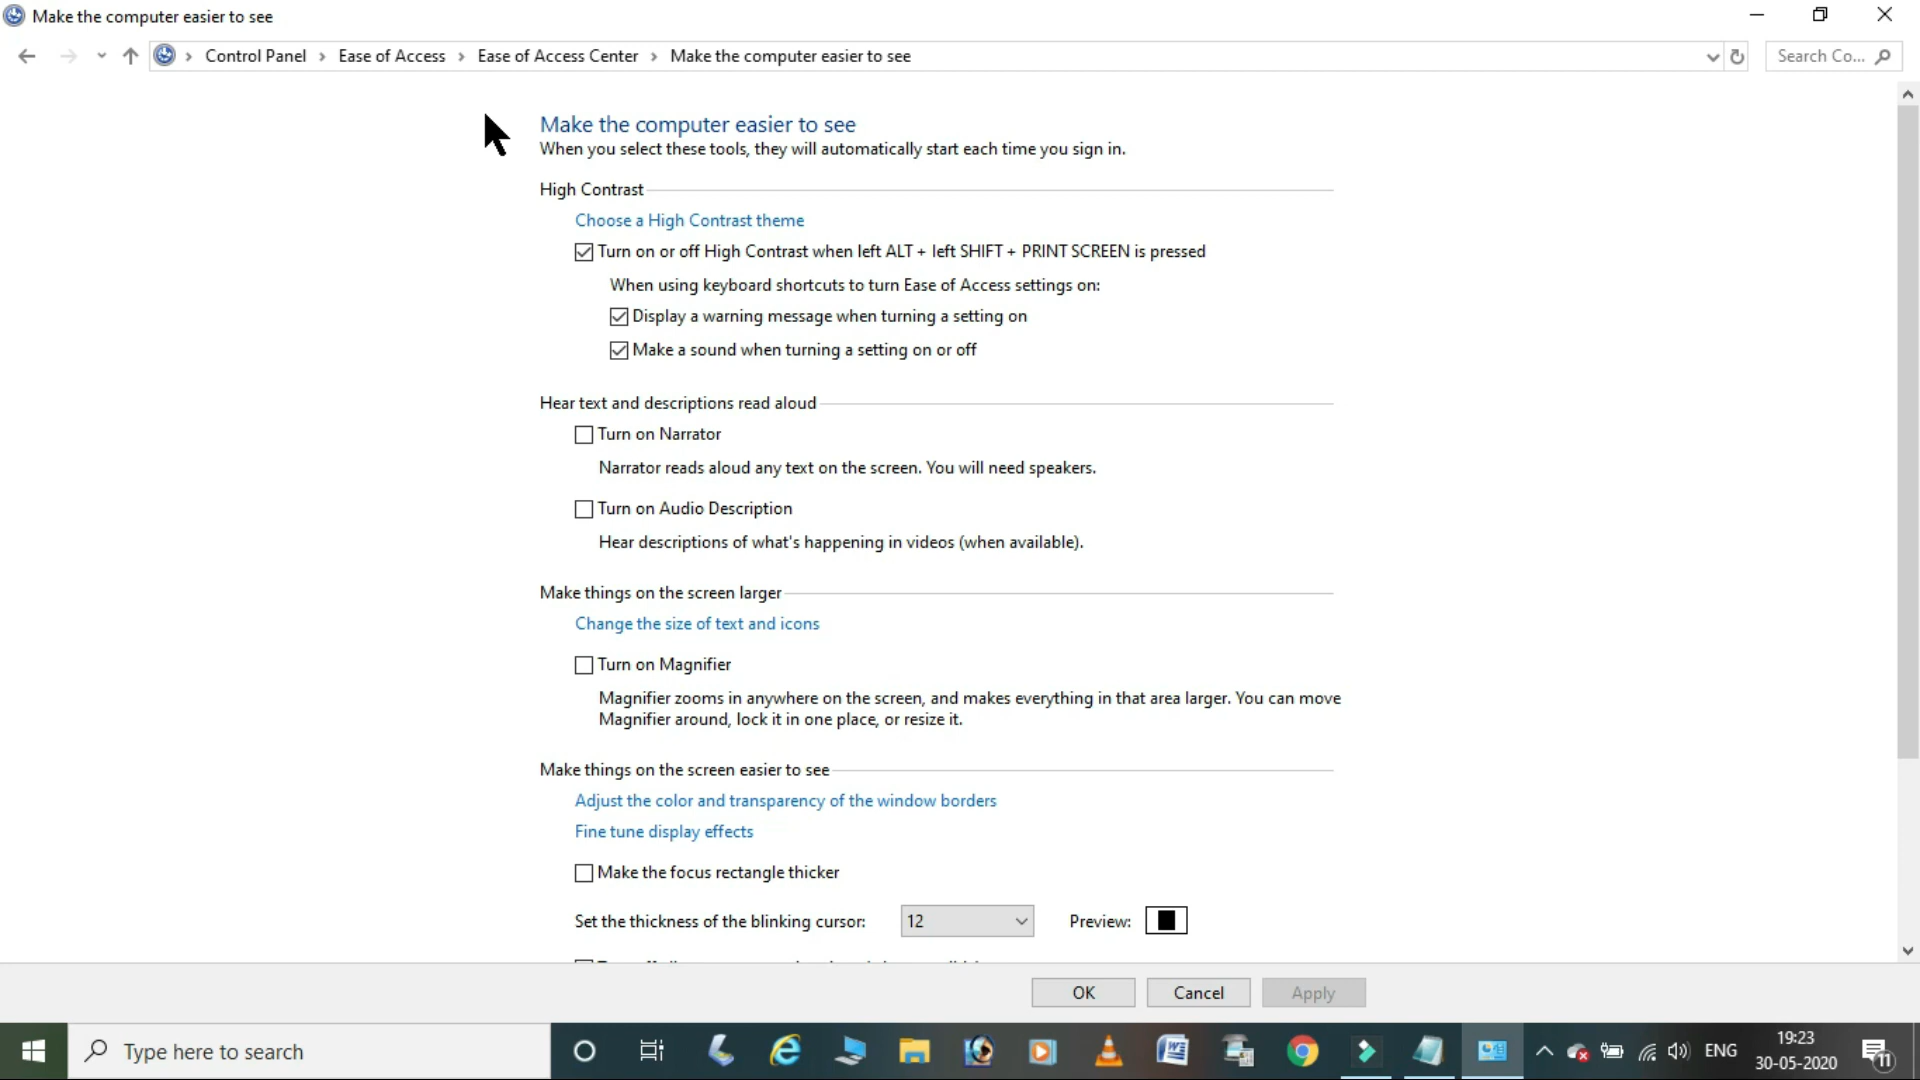 Make the computer easier to see
Control Panel > Ease of Access > Ease of Access Center > Make the computer easier to see
Search Co...
Make the computer easier to see
When you select these tools, they will automatically start each time you sign in.
High Contrast
Choose a High Contrast theme
Turn on or off High Contrast when left ALT + left SHIFT + PRINT SCREEN is pressed
When using keyboard shortcuts to turn Ease of Access settings on:
Display a warning message when turning a setting on
Make a sound when turning a setting on or off
Hear text and descriptions read aloud
Turn on Narrator
Narrator reads aloud any text on the screen. You will need speakers.
Turn on Audio Description
Hear descriptions of what's happening in videos (when available).
Make things on the screen larger
Change the size of text and icons
Turn on Magnifier
Magnifier zooms in anywhere on the screen, and makes everything in that area larger. You can move
Magnifier around, lock it in one place, or resize it.
Make things on the screen easier to see
Adjust the color and transparency of the window borders
Fine tune display effects
Make the focus rectangle thicker
Set the thickness of the blinking cursor: 12 Preview:
OK Cancel Apply
Type here to search
ENG
19:23
30-05-2020
11